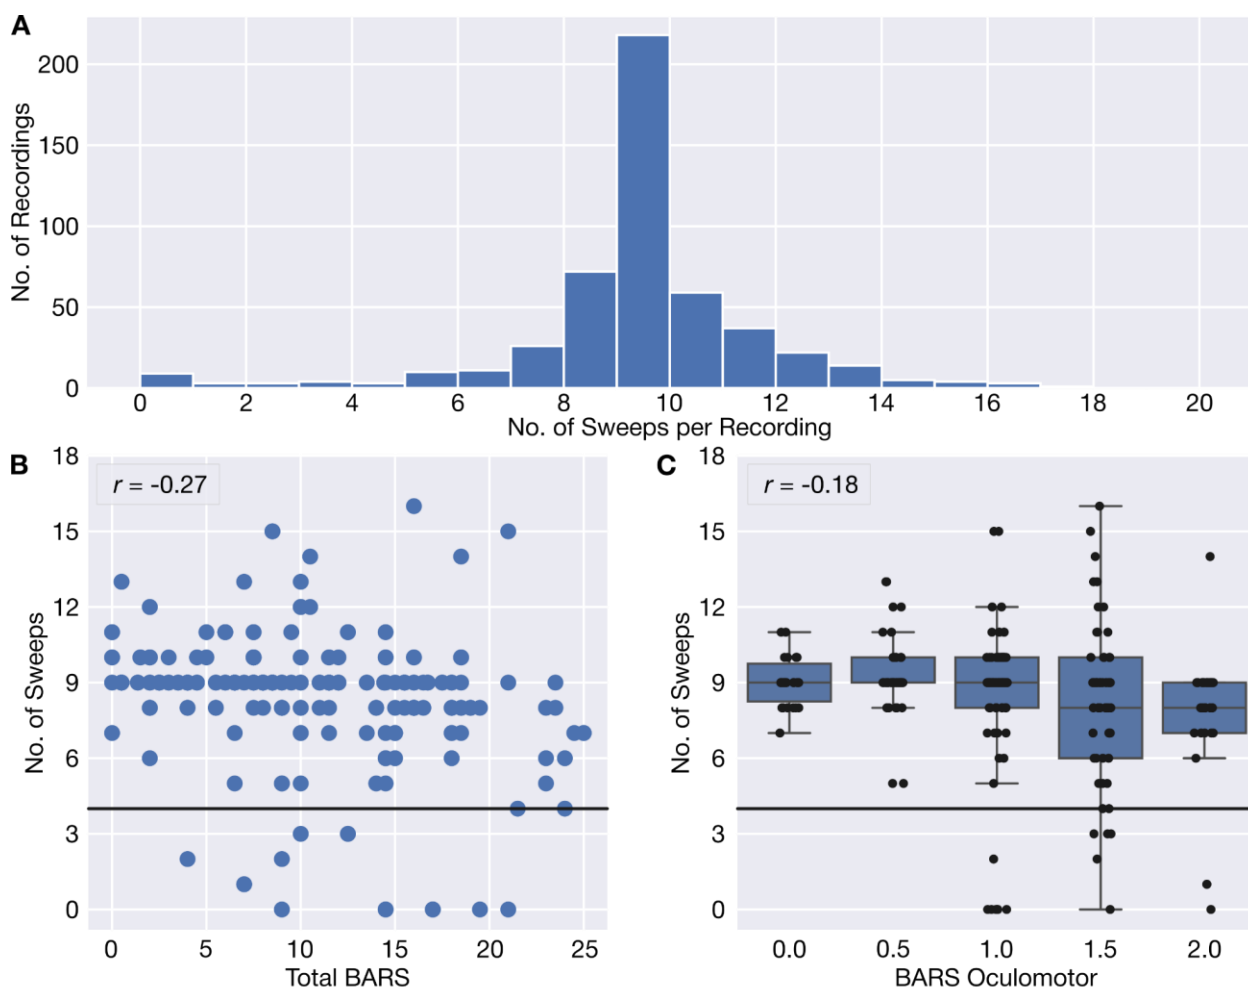 A
No. of Recordings
200
150
100
50
0
0 2 4 6 8 10 12 14 16 18 20
No. of Sweeps per Recording
B
No. of Sweeps
r = -0.27
18
15
12
9
6
3
0
0 5 10 15 20 25
Total BARS
C
No. of Sweeps
r = -0.18
18
15
12
9
6
3
0
0.0 0.5 1.0 1.5 2.0
BARS Oculomotor